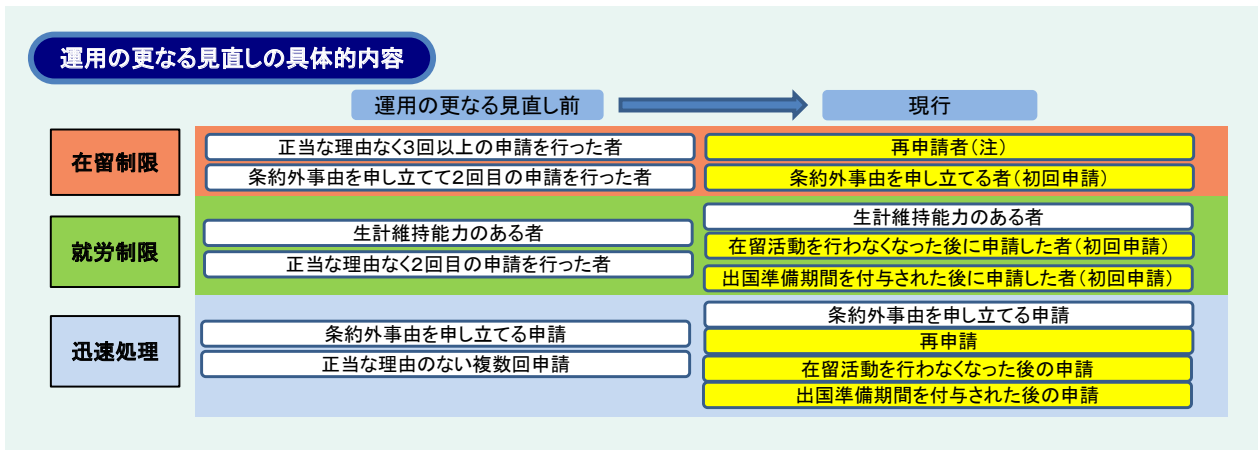 運用の更なる見直しの具体的内容
運用の更なる見直し前
現行
在留制限
正当な理由なく3回以上の申請を行った者
条約外事由を申し立てて2回目の申請を行った者
再申請者(注)
条約外事由を申し立てる者(初回申請)
就労制限
生計維持能力のある者
正当な理由なく2回目の申請を行った者
生計維持能力のある者
在留活動を行わなくなった後に申請した者(初回申請)
出国準備期間を付与された後に申請した者(初回申請)
迅速処理
条約外事由を申し立てる申請
正当な理由のない複数回申請
条約外事由を申し立てる申請
再申請
在留活動を行わなくなった後の申請
出国準備期間を付与された後の申請